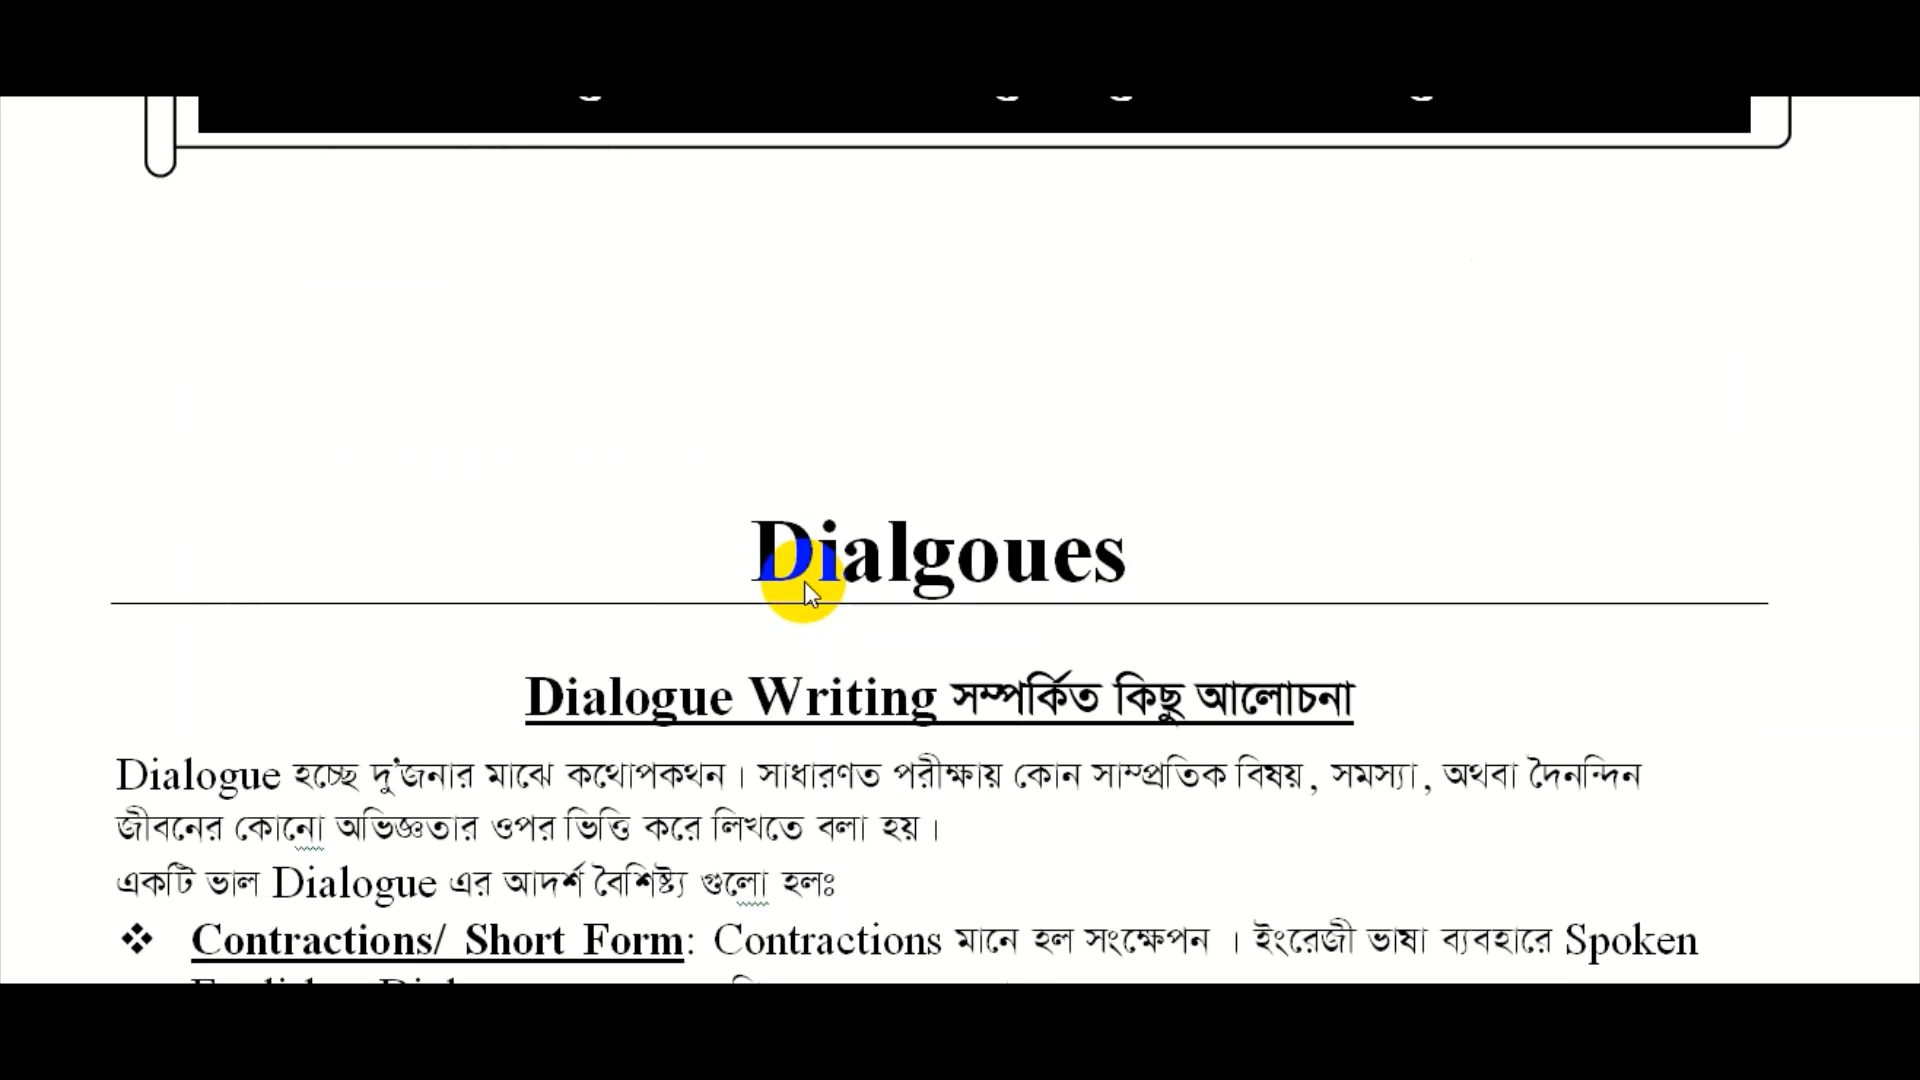 Dialgoues
Dialogue Writing সম্পর্কিত কিছু আলোচনা
Dialogue হচ্ছে দু'জনার মাঝে কথোপকথন। সাধারণত পরীক্ষায় কোন সাম্প্রতিক বিষয়, সমস্যা, অথবা দৈনন্দিন
জীবনের কোনো অভিজ্ঞতার ওপর ভিত্তি করে লিখতে বলা হয়।
একটি ভাল Dialogue এর আদর্শ বৈশিষ্ট্য গুলো হলঃ
❖ Contractions/ Short Form: Contractions মানে হল সংক্ষেপন । ইংরেজী ভাষা ব্যবহারে Spoken